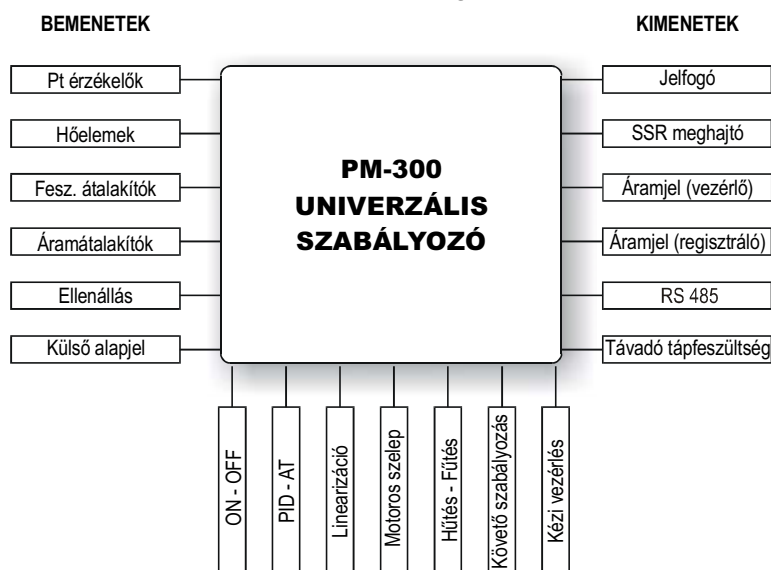 BEMENETEK
Pt érzékelők
Hőelemek
Fesz. átalakítók
Áramátalakítók
Ellenállás
Külső alapjel
PM-300
UNIVERZÁLIS
SZABÁLYOZÓ
KIMENETEK
Jelfogó
SSR meghajtó
Áramjel (vezérlő)
Áramjel (regisztráló)
RS 485
Távadó tápfeszültség
ON - OFF
PID - AT
Linearizáció
Motoros szelep
Hűtés - Fűtés
Követő szabályozás
Kézi vezérlés